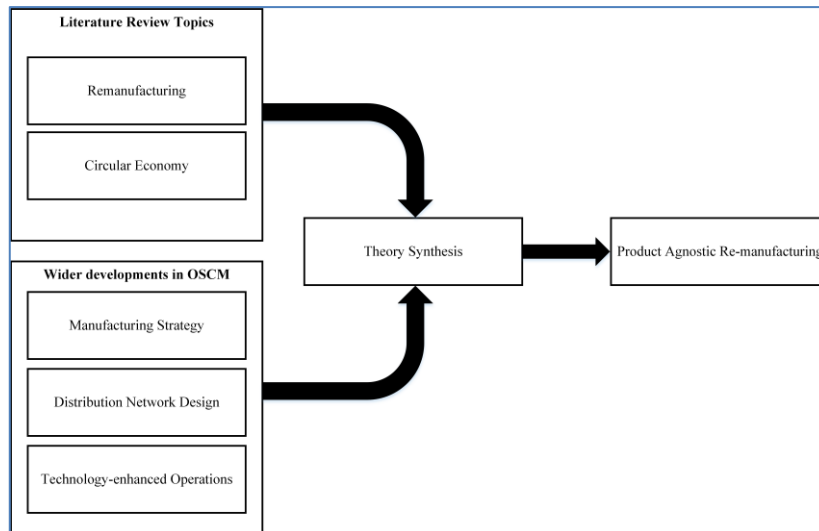 Literature Review Topics
Remanufacturing
Circular Economy
Wider developments in OSCM
Manufacturing Strategy
Distribution Network Design
Technology-enhanced Operations
Theory Synthesis
Product Agnostic Re-manufacturing